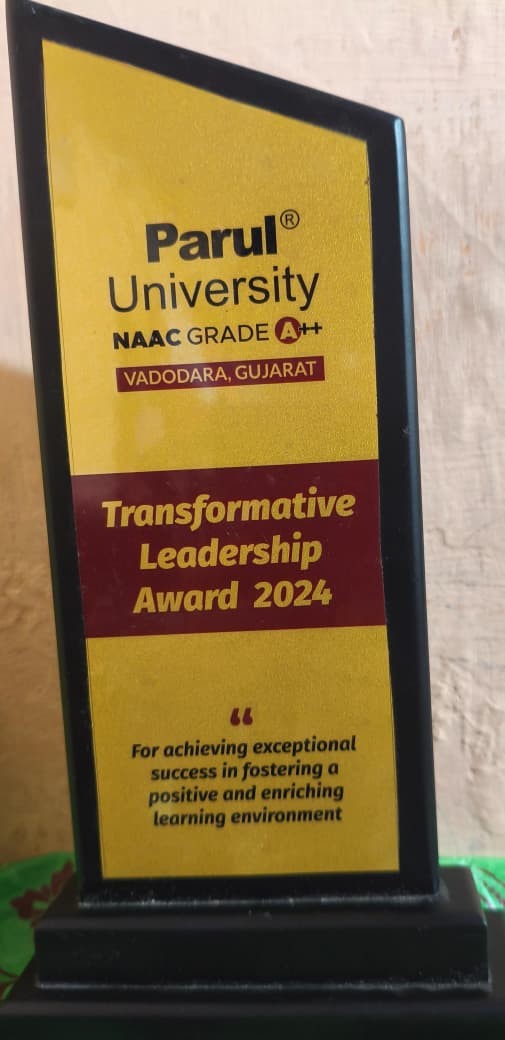 Parul®
University
NAAC GRADE A++
VADODARA, GUJARAT
Transformative
Leadership
Award 2024
“
For achieving exceptional
success in fostering a
positive and enriching
learning environment